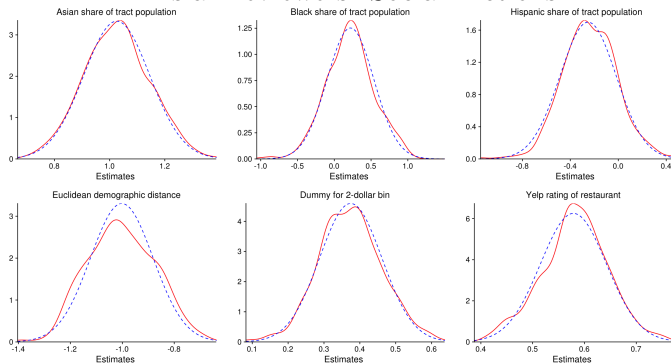 Asian share of tract population
3
2
1
0
0.8 1.0 1.2
Estimates
Black share of tract population
1.25
1.00
0.75
0.50
0.25
0.00
-1.0 -0.5 0.0 0.5 1.0
Estimates
Hispanic share of tract population
1.6
1.2
0.8
0.4
0.0
-0.8 -0.4 0.0 0.4
Estimates
Euclidean demographic distance
3
2
1
0
-1.4 -1.2 -1.0 -0.8
Estimates
Dummy for 2-dollar bin
4
3
2
1
0
0.1 0.2 0.3 0.4 0.5 0.6
Estimates
Yelp rating of restaurant
6
4
2
0
0.4 0.5 0.6 0.7
Estimates